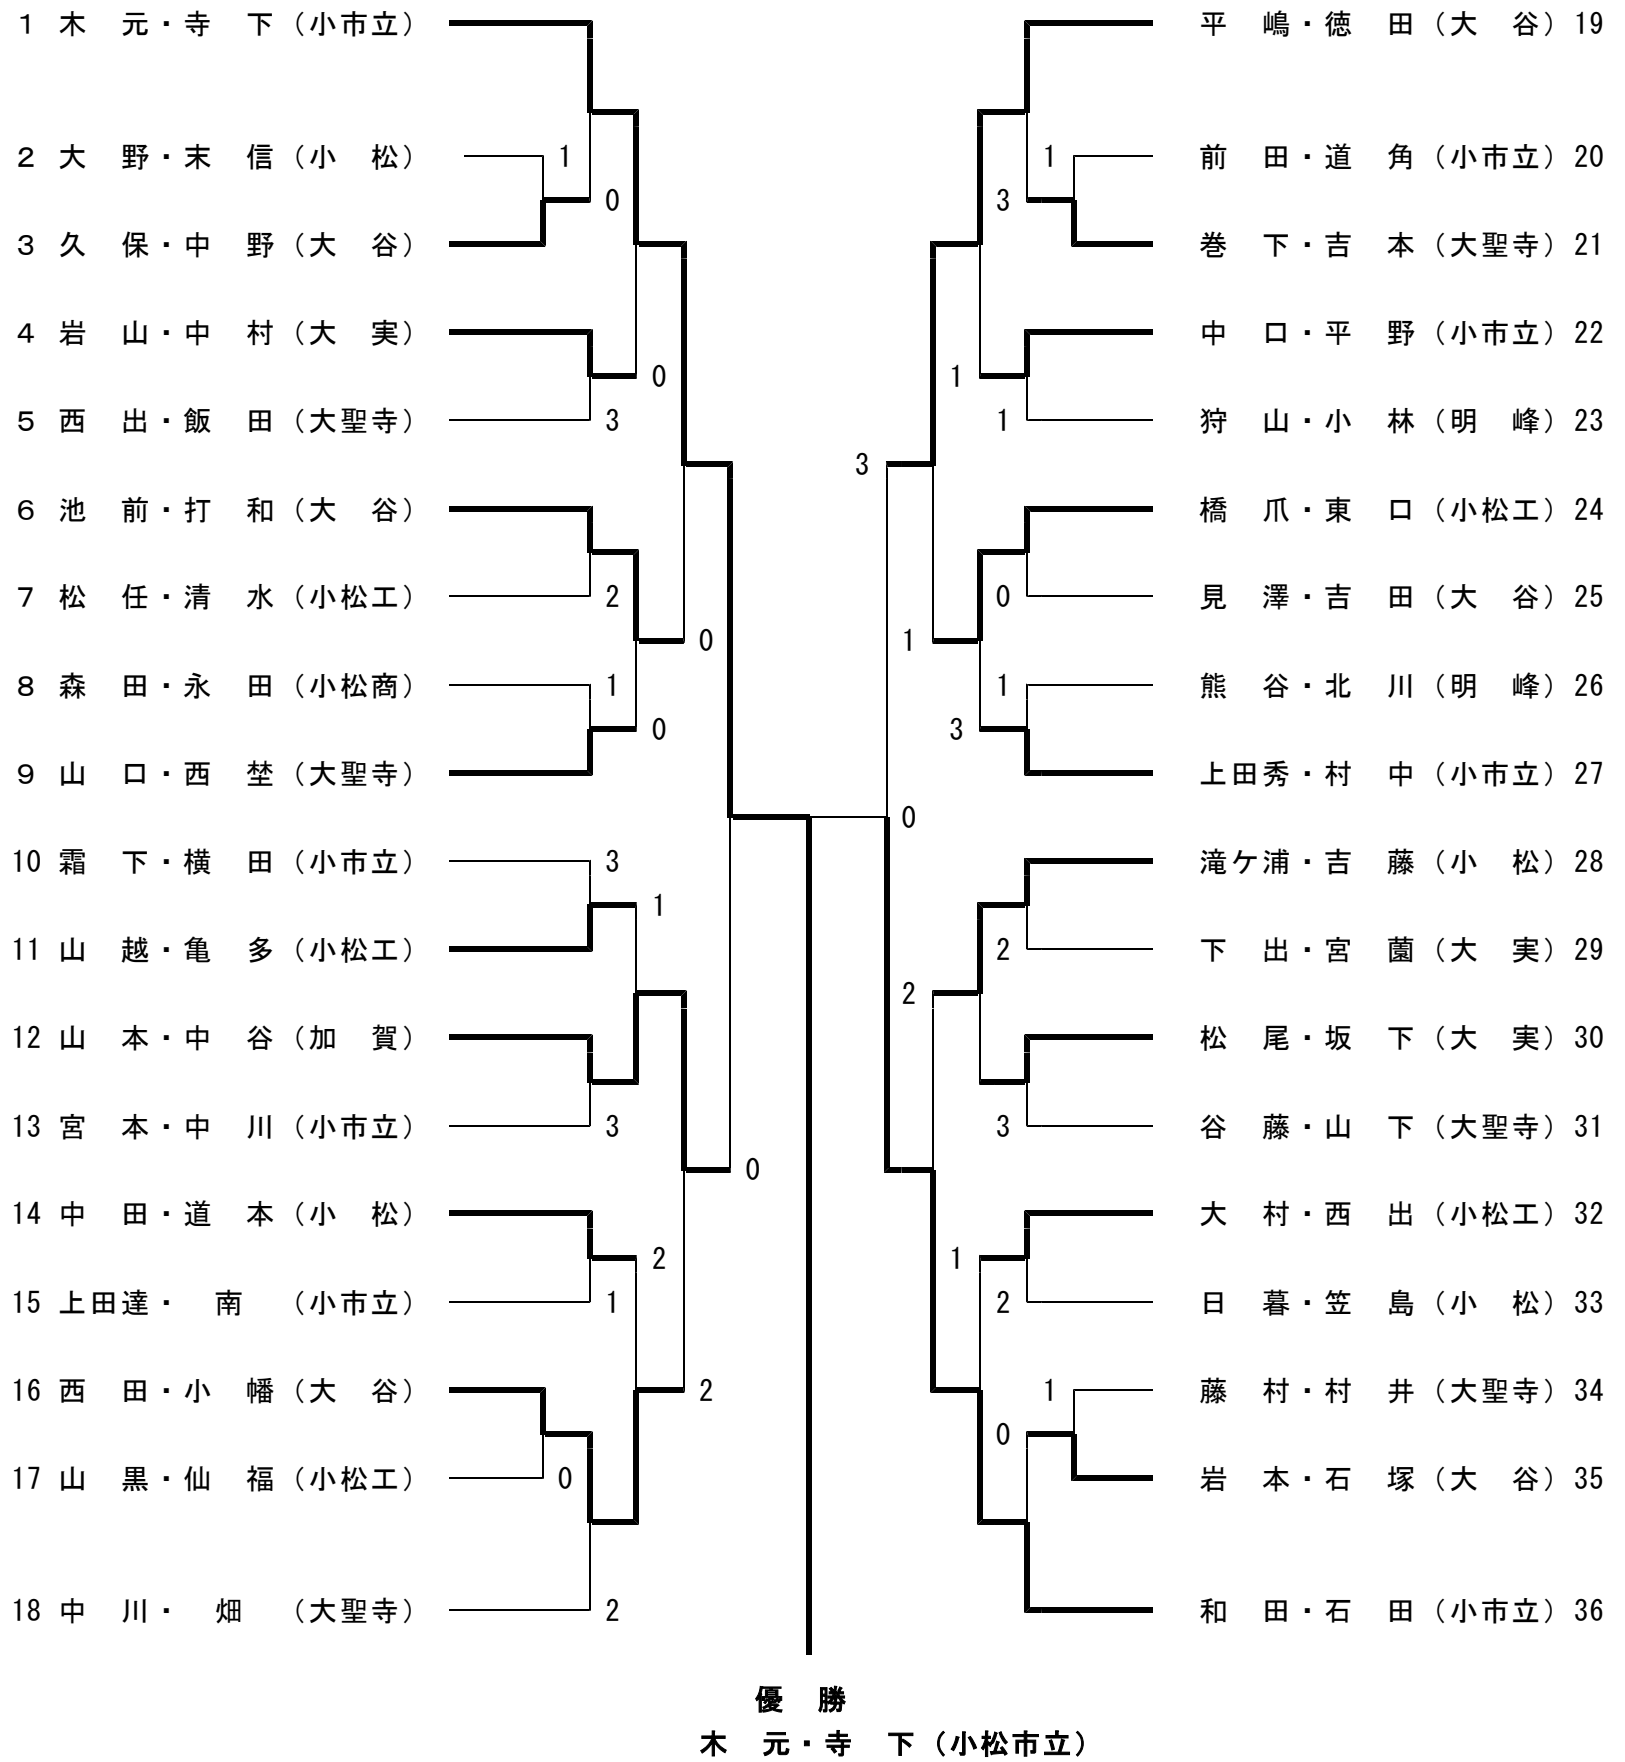 1 木 元・寺 下（小市立） 平 嶋・徳 田（大 谷）19
2 大 野・末 信（小 松） 1 1 前 田・道 角（小市立）20
0 3
3 久 保・中 野（大 谷） 巻 下・吉 本（大聖寺）21
4 岩 山・中 村（大 実） 中 口・平 野（小市立）22
0 1
5 西 出・飯 田（大聖寺） 3 1 狩 山・小 林（明 峰）23
3
6 池 前・打 和（大 谷） 橋 爪・東 口（小松工）24
7 松 任・清 水（小松工） 2 0 見 澤・吉 田（大 谷）25
0 1
8 森 田・永 田（小松商） 1 1 熊 谷・北 川（明 峰）26
0 3
9 山 口・西 埜（大聖寺） 上田秀・村 中（小市立）27
0
10 霜 下・横 田（小市立） 3 滝ケ浦・吉 藤（小 松）28
1
11 山 越・亀 多（小松工） 2 下 出・宮 薗（大 実）29
2
12 山 本・中 谷（加 賀） 松 尾・坂 下（大 実）30
13 宮 本・中 川（小市立） 3 3 谷 藤・山 下（大聖寺）31
0
14 中 田・道 本（小 松） 大 村・西 出（小松工）32
2 1
15 上田達・ 南 （小市立） 1 2 日 暮・笠 島（小 松）33
16 西 田・小 幡（大 谷） 2 1 藤 村・村 井（大聖寺）34
0
17 山 黒・仙 福（小松工） 0 岩 本・石 塚（大 谷）35
18 中 川・ 畑 （大聖寺） 2 和 田・石 田（小市立）36
優 勝
木 元・寺 下（小松市立）